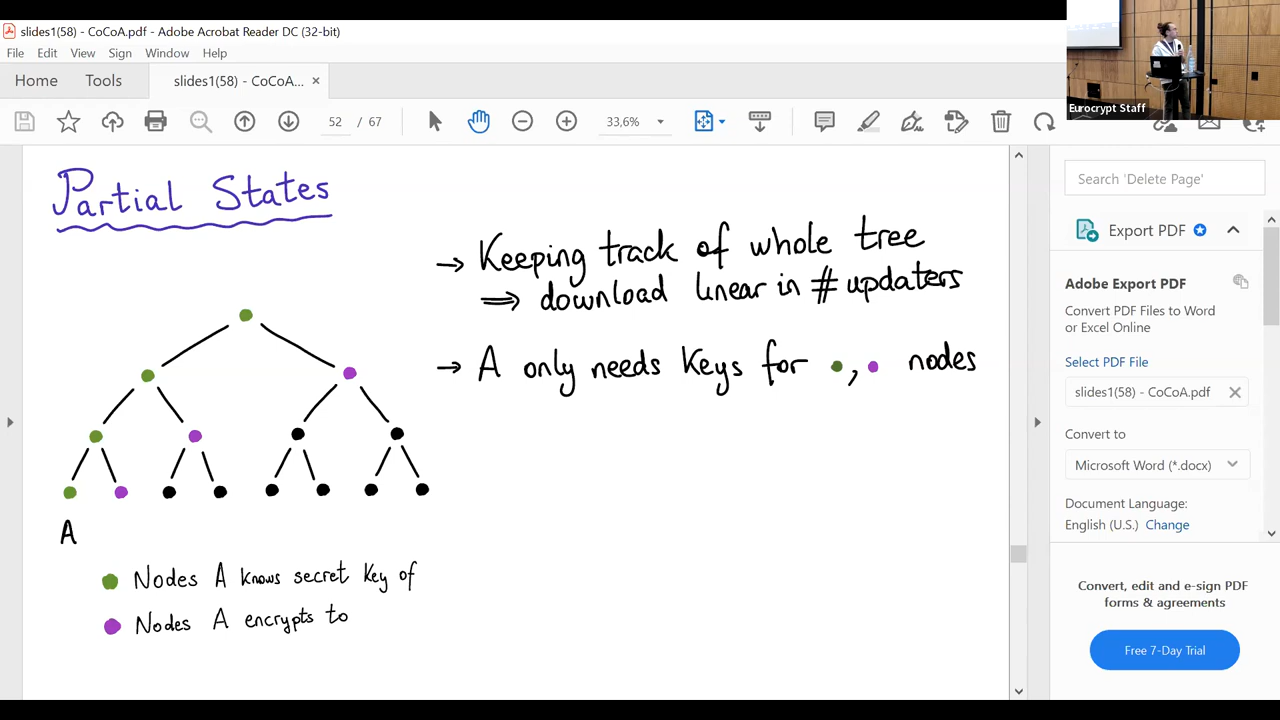 slides1(58) - CoCoA.pdf - Adobe Acrobat Reader DC (32-bit)
File Edit View Sign Window Help
Home Tools slides1(58) - CoCoA... ×
52 / 67 33,6%
Eurocrypt Staff
Partial States
→ Keeping track of whole tree
⇒ download linear in # updaters
→ A only needs keys for ●, ● nodes
A
Nodes A knows secret key of
Nodes A encrypts to
Search 'Delete Page'
Export PDF
Adobe Export PDF
Convert PDF Files to Word
or Excel Online
Select PDF File
slides1(58) - CoCoA.pdf
Convert to
Microsoft Word (*.docx)
Document Language:
English (U.S.) Change
Convert, edit and e-sign PDF
forms & agreements
Free 7-Day Trial